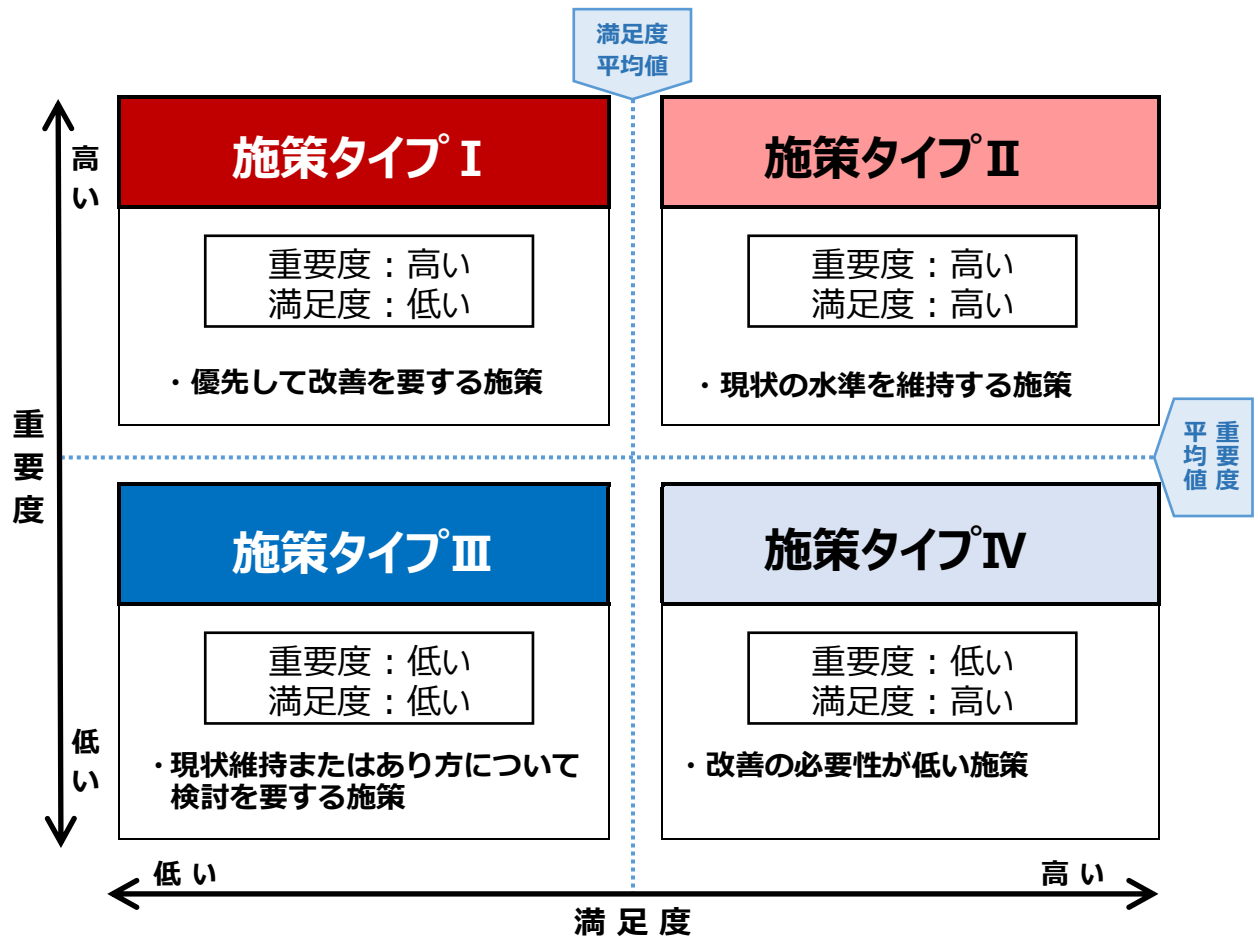 満足度
平均値
施策タイプⅠ
重要度：高い
満足度：低い
・優先して改善を要する施策
施策タイプⅡ
重要度：高い
満足度：高い
・現状の水準を維持する施策
高い
重要度
低い
重要度
平均値
施策タイプⅢ
重要度：低い
満足度：低い
・現状維持またはあり方について
検討を要する施策
施策タイプⅣ
重要度：低い
満足度：高い
・改善の必要性が低い施策
低い
高い
満足度